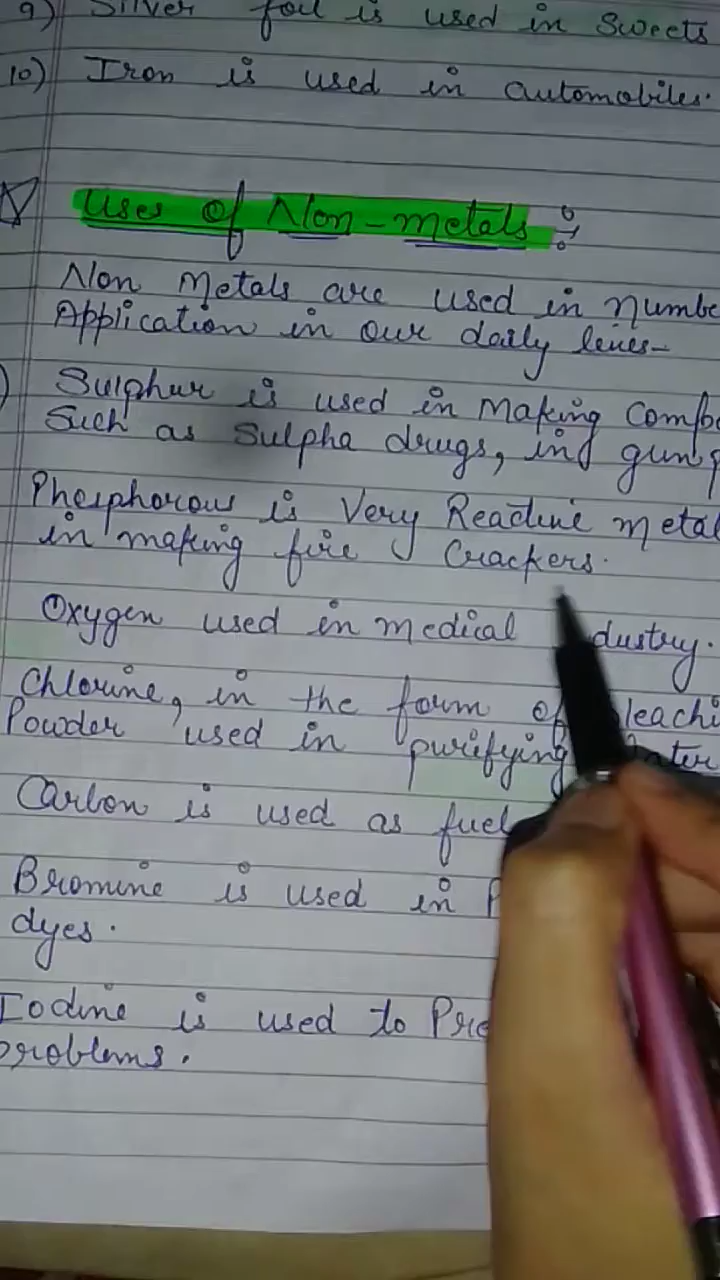 9) Silver foil is used in Sweets
10) Iron is used in automobiles.
Uses of Non-metals :-
Non Metals are used in numbe
Application in our daily lives-
) Sulphur is used in Making Compo
Such as Sulpha drugs, in gunp
Phosphorous is Very Reactive metal
in making fire Crackers.
Oxygen used in medical dustry.
Chlorine, in the form of leachi
Powder used in purifying ater
Carbon is used as fuel
Bromine is used in P
dyes.
Iodine is used to Pre
problems.